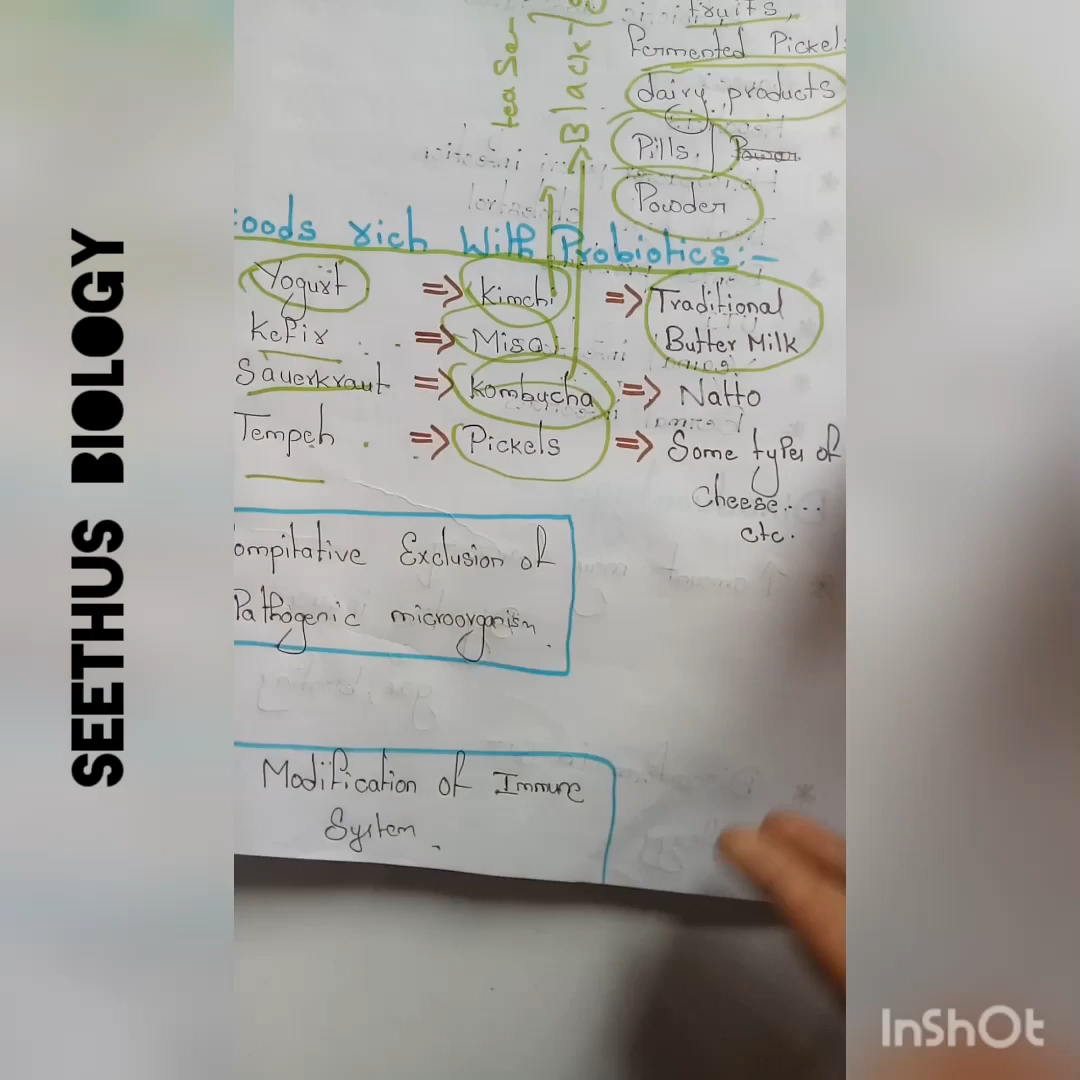 SEETHUS BIOLOGY
fruits,
Fermented Pickel
dairy products
Pills,
Powder
tea Se-
Black
oods rich With Probiotics:-
Yogurt => Kimchi => Traditional
Butter Milk
Kefir => Miso
Sauerkraut => Kombucha => Natto
Tempeh => Pickels => Some types of
cheese....
etc.
ompitative Exclusion of
Pathogenic microorganism.
Modification of Immune
System.
InShOt